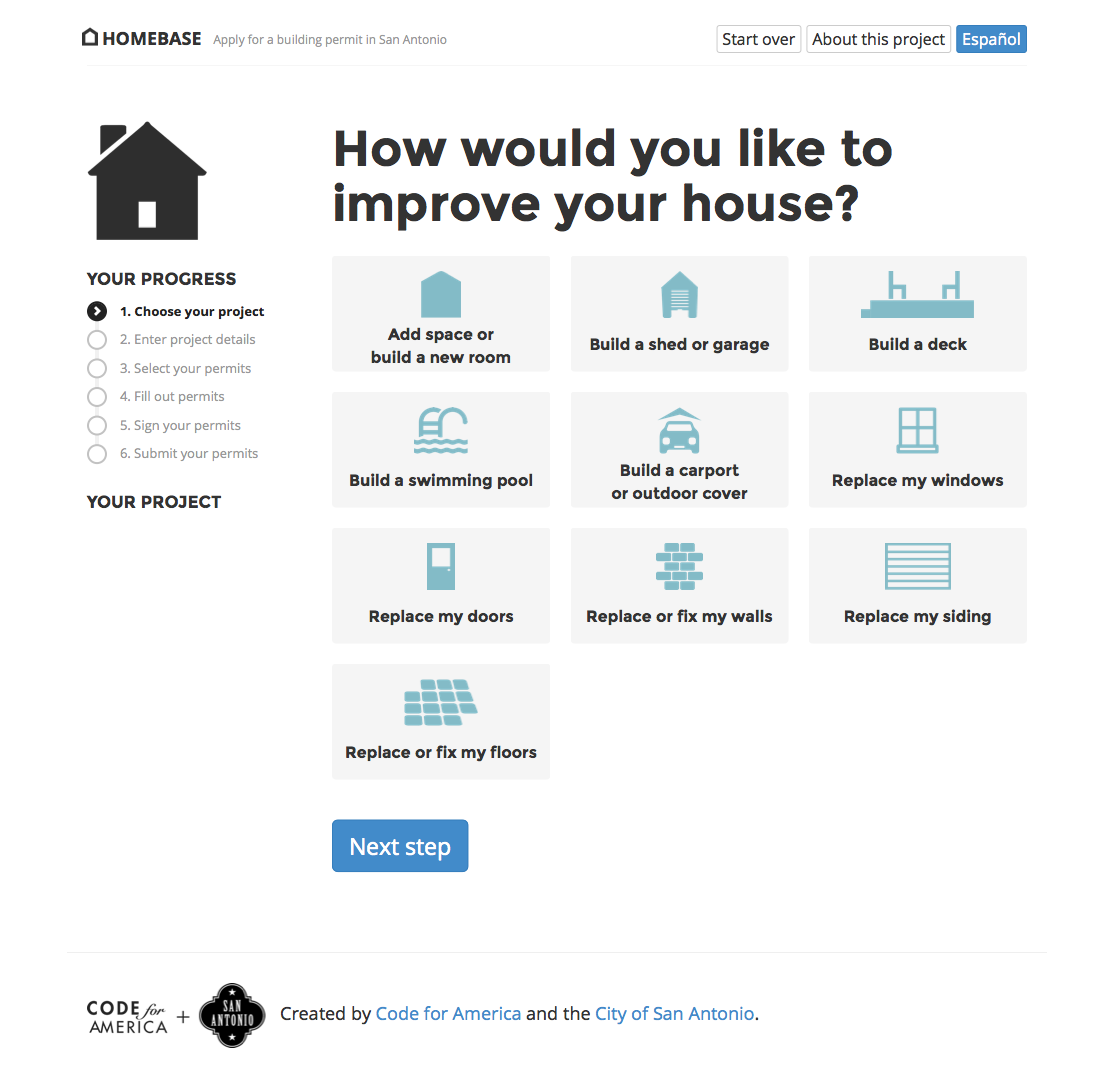 HOMEBASE Apply for a building permit in San Antonio
Start over About this project Español
How would you like to
improve your house?
YOUR PROGRESS
1. Choose your project
2. Enter project details
3. Select your permits
4. Fill out permits
5. Sign your permits
6. Submit your permits
YOUR PROJECT
Add space or
build a new room
Build a shed or garage
Build a deck
Build a swimming pool
Build a carport
or outdoor cover
Replace my windows
Replace my doors
Replace or fix my walls
Replace my siding
Replace or fix my floors
Next step
CODE for
AMERICA
+
SAN
ANTONIO
Created by Code for America and the City of San Antonio.